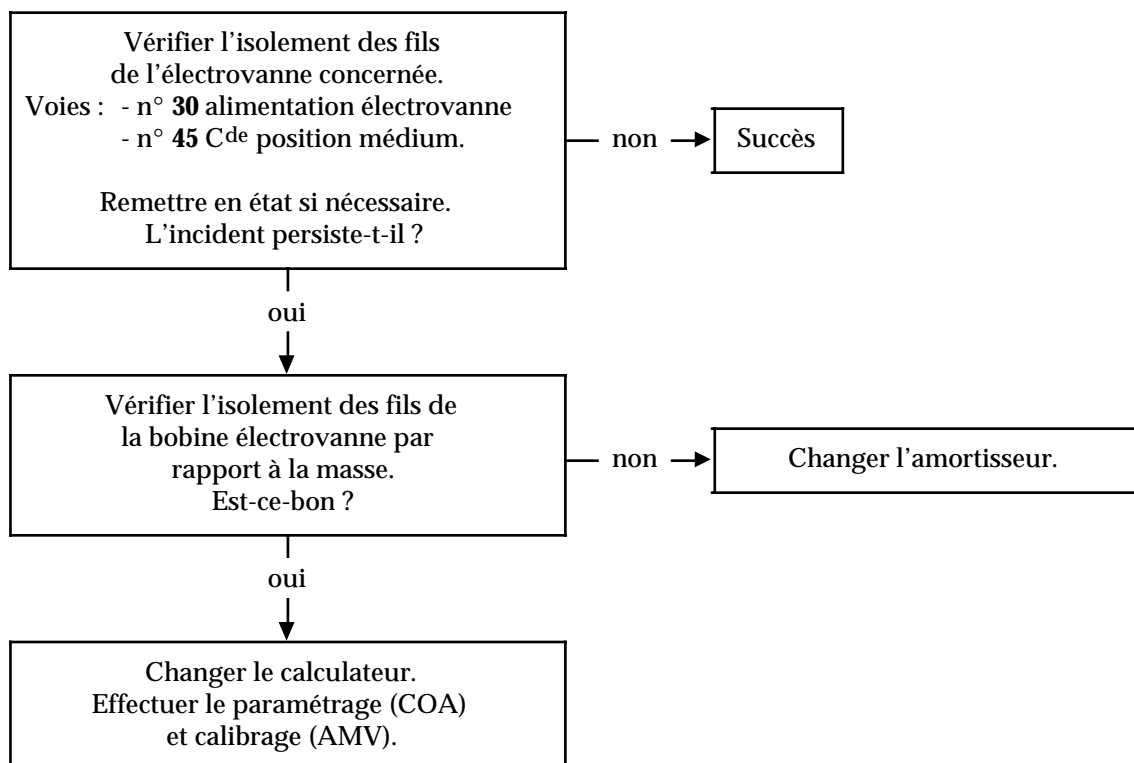 Vérifier l’isolement des fils
de l’électrovanne concernée.
Voies : - n° 30 alimentation électrovanne
- n° 45 Cde position médium.
Remettre en état si nécessaire.
L’incident persiste-t-il ?
non
Succès
oui
Vérifier l’isolement des fils de
la bobine électrovanne par
rapport à la masse.
Est-ce-bon ?
non
Changer l’amortisseur.
oui
Changer le calculateur.
Effectuer le paramétrage (COA)
et calibrage (AMV).